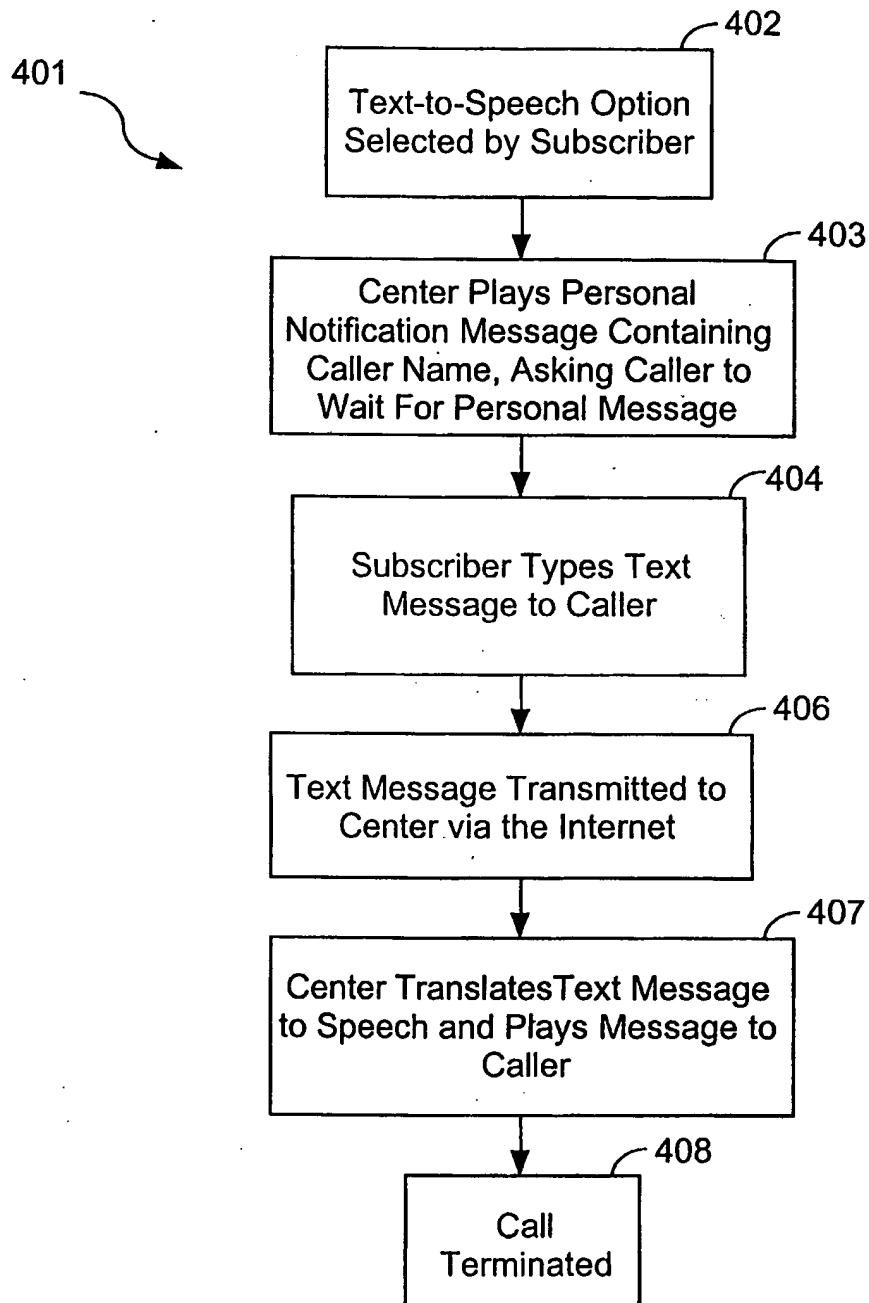 401
402
Text-to-Speech Option
Selected by Subscriber
403
Center Plays Personal
Notification Message Containing
Caller Name, Asking Caller to
Wait For Personal Message
404
Subscriber Types Text
Message to Caller
406
Text Message Transmitted to
Center via the Internet
407
Center TranslatesText Message
to Speech and Plays Message to
Caller
408
Call
Terminated